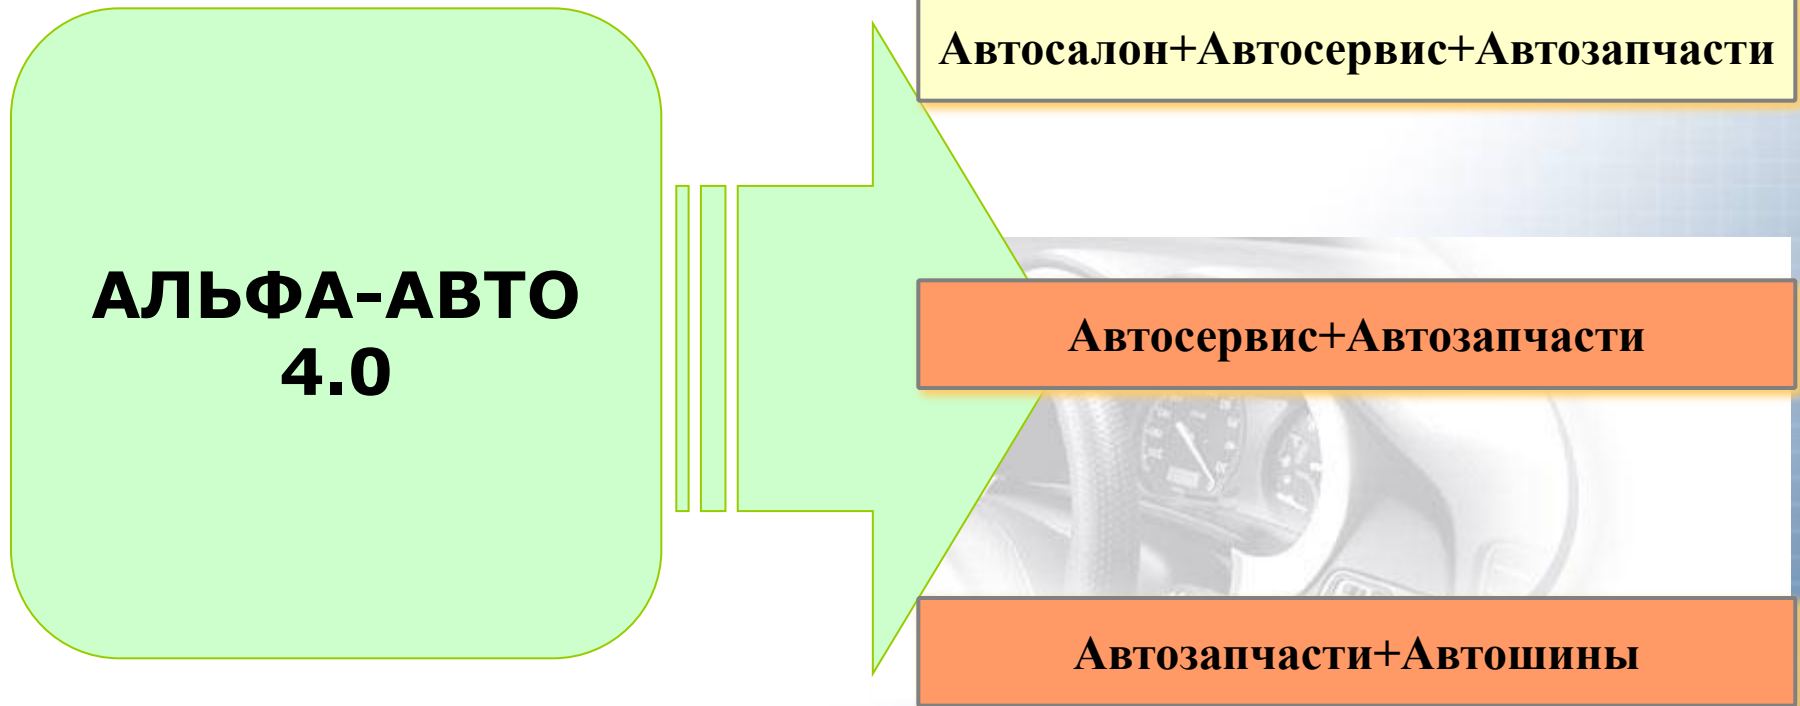 АЛЬФА-АВТО
4.0
Автосалон+Автосервис+Автозапчасти
Автосервис+Автозапчасти
Автозапчасти+Автошины